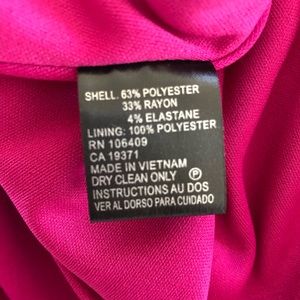 SHELL. 63% POLYESTER
33% RAYON
4% ELASTANE
LINING: 100% POLYESTER
RN 106409
CA 19371
MADE IN VIETNAM
DRY CLEAN ONLY Ⓟ
INSTRUCTIONS AU DOS
VER AL DORSO PARA CUIDADO